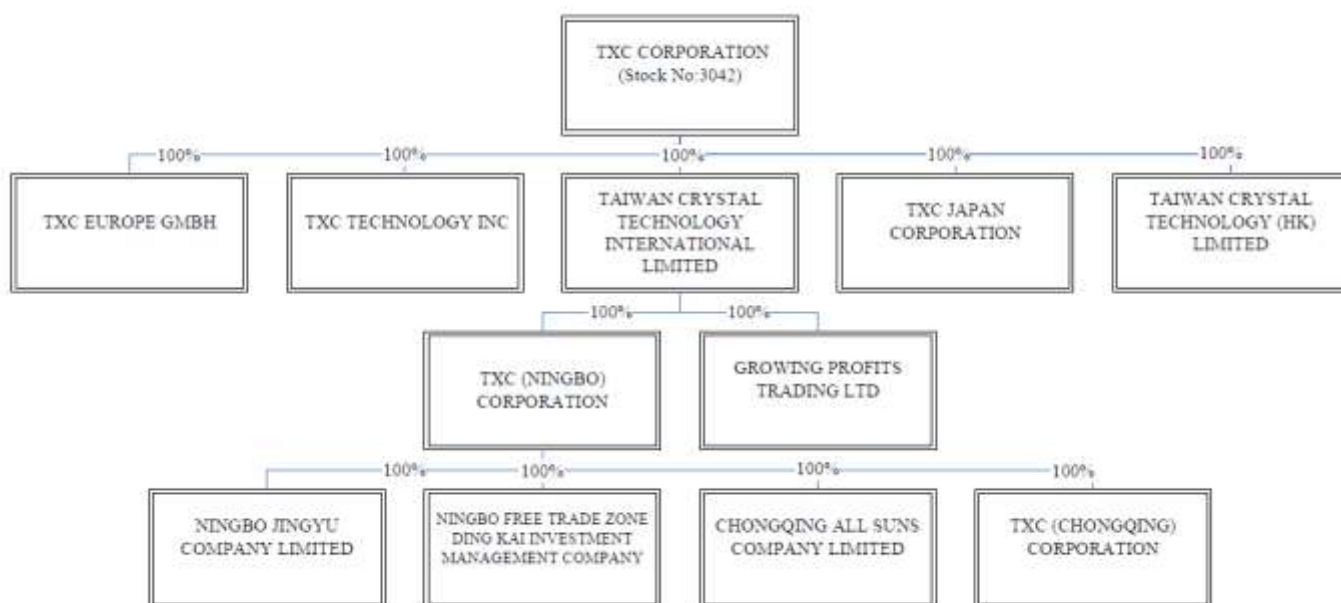 TXC CORPORATION
(Stock No:3042)
100%
100%
100%
100%
100%
TXC EUROPE GMBH
TXC TECHNOLOGY INC
TAIWAN CRYSTAL
TECHNOLOGY
INTERNATIONAL
LIMITED
TXC JAPAN
CORPORATION
TAIWAN CRYSTAL
TECHNOLOGY (HK)
LIMITED
100%
100%
TXC (NINGBO)
CORPORATION
GROWING PROFITS
TRADING LTD
100%
100%
100%
100%
NINGBO JINGYU
COMPANY LIMITED
NINGBO FREE TRADE ZONE
DING KAI INVESTMENT
MANAGEMENT COMPANY
CHONGQING ALL SUNS
COMPANY LIMITED
TXC (CHONGQING)
CORPORATION